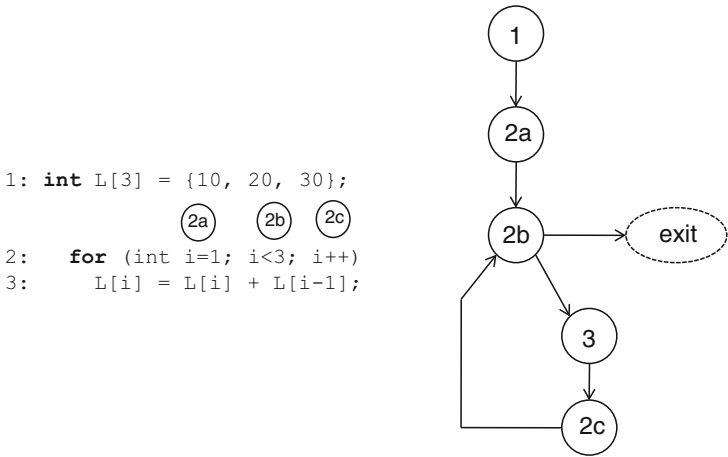 1: int L[3] = {10, 20, 30};
2a 2b 2c
2: for (int i=1; i<3; i++)
3: L[i] = L[i] + L[i-1];
1
2a
2b exit
3
2c